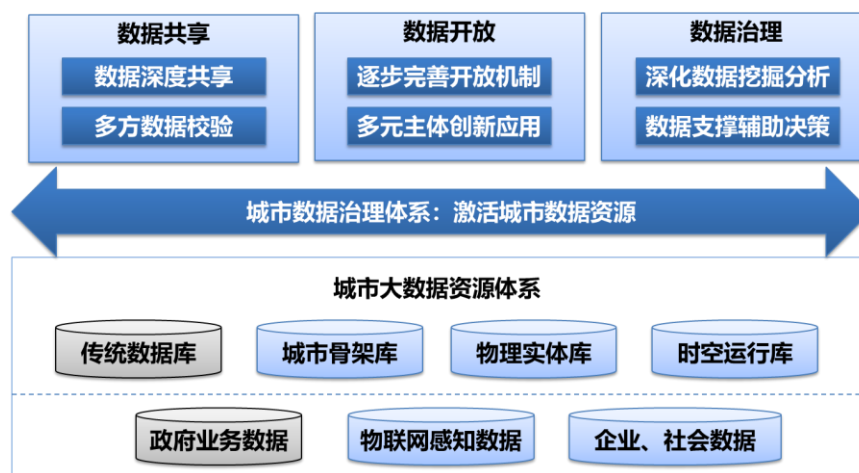 数据共享
数据深度共享
多方数据校验
数据开放
逐步完善开放机制
多元主体创新应用
数据治理
深化数据挖掘分析
数据支撑辅助决策
城市数据治理体系：激活城市数据资源
城市大数据资源体系
传统数据库
城市骨架库
物理实体库
时空运行库
政府业务数据
物联网感知数据
企业、社会数据